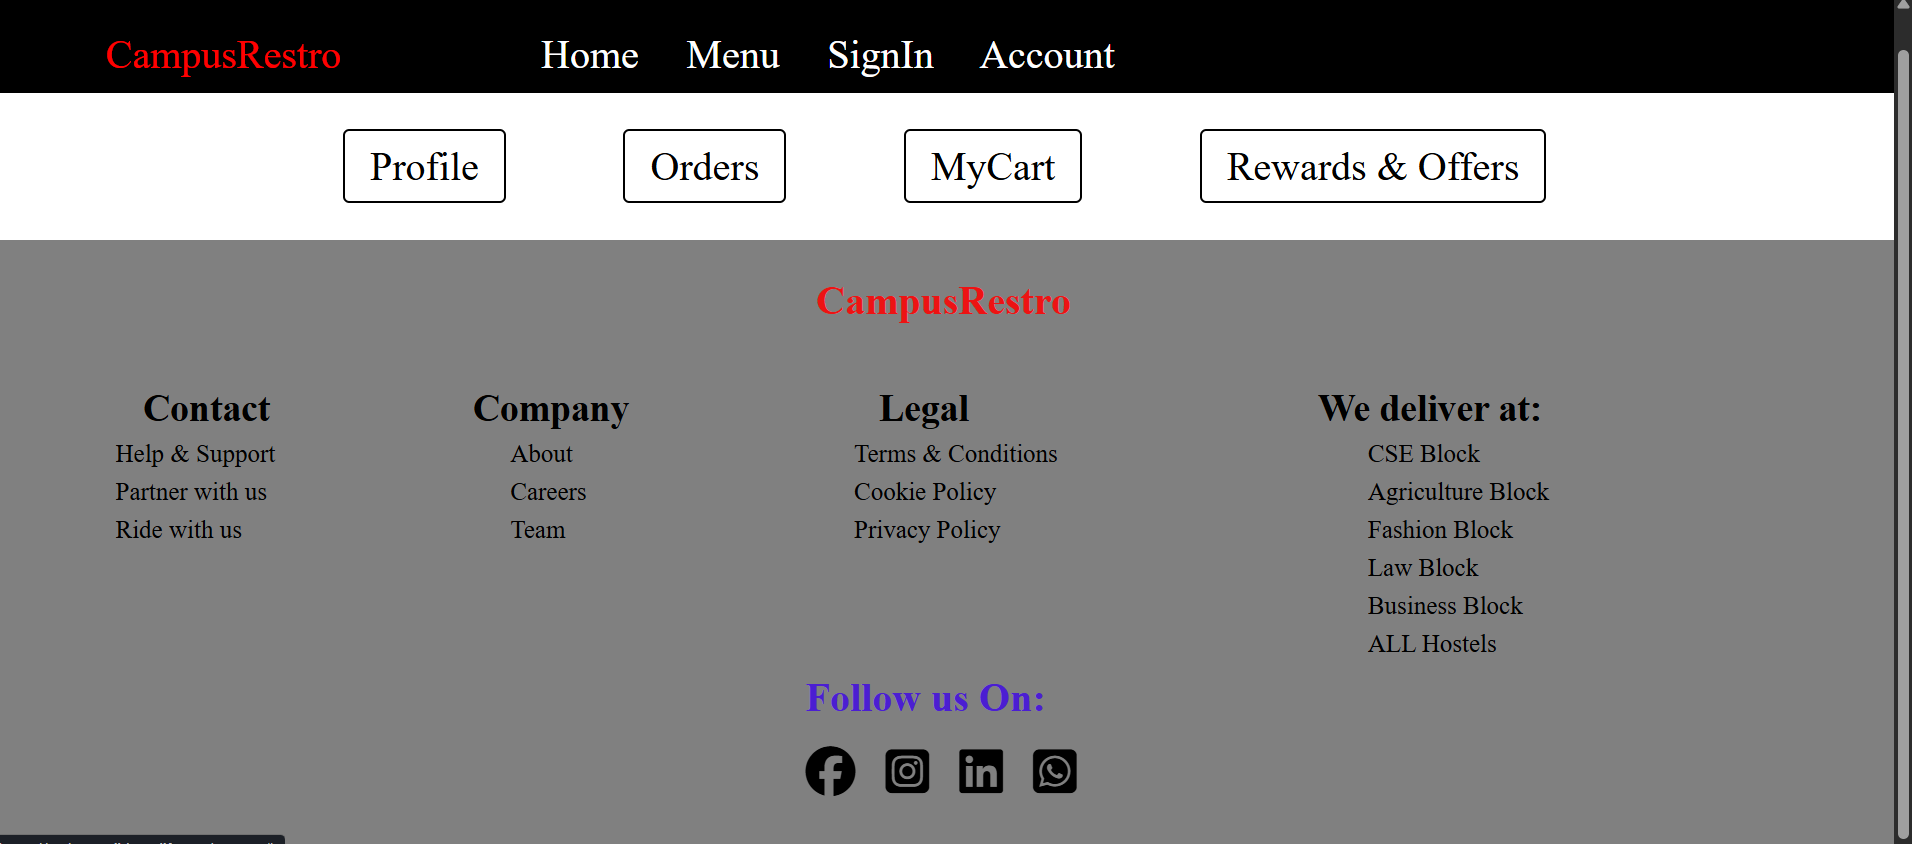 CampusRestro Home Menu SignIn Account
Profile Orders MyCart Rewards & Offers
CampusRestro
Contact
Help & Support
Partner with us
Ride with us
Company
About
Careers
Team
Legal
Terms & Conditions
Cookie Policy
Privacy Policy
We deliver at:
CSE Block
Agriculture Block
Fashion Block
Law Block
Business Block
ALL Hostels
Follow us On:
in